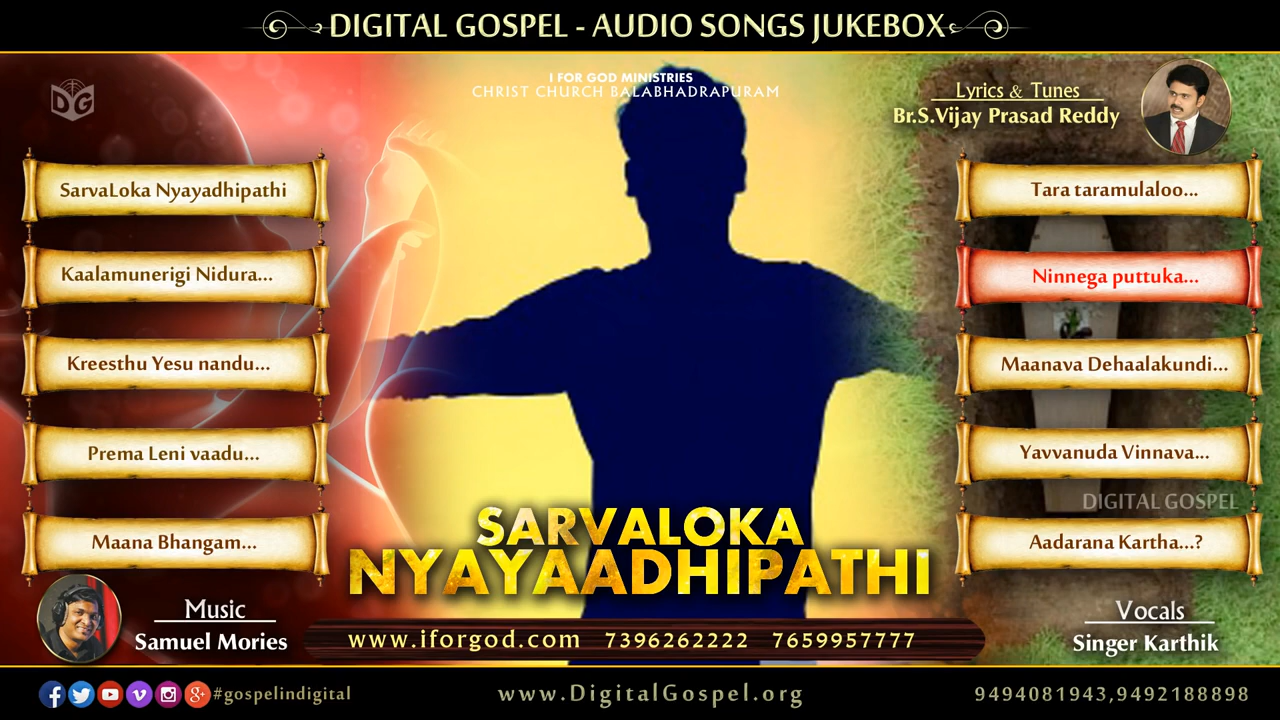 DIGITAL GOSPEL - AUDIO SONGS JUKEBOX
I FOR GOD MINISTRIES
CHRIST CHURCH BALABHADRAPURAM
DG
Lyrics & Tunes
Br.S.Vijay Prasad Reddy
SarvaLoka Nyayadhipathi
Kaalamunerigi Nidura...
Kreesthu Yesu nandu...
Prema Leni vaadu...
Maana Bhangam...
Tara taramulaloo...
Ninnega puttuka...
Maanava Dehaalakundi...
Yavvanuda Vinnava...
DIGITAL GOSPEL
Aadarana Kartha...?
SARVALOKA
NYAYAADHIPATHI
Music
Samuel Mories
www.iforgod.com 7396262222 7659957777
Vocals
Singer Karthik
#gospelindigital
www.DigitalGospel.org
9494081943,9492188898